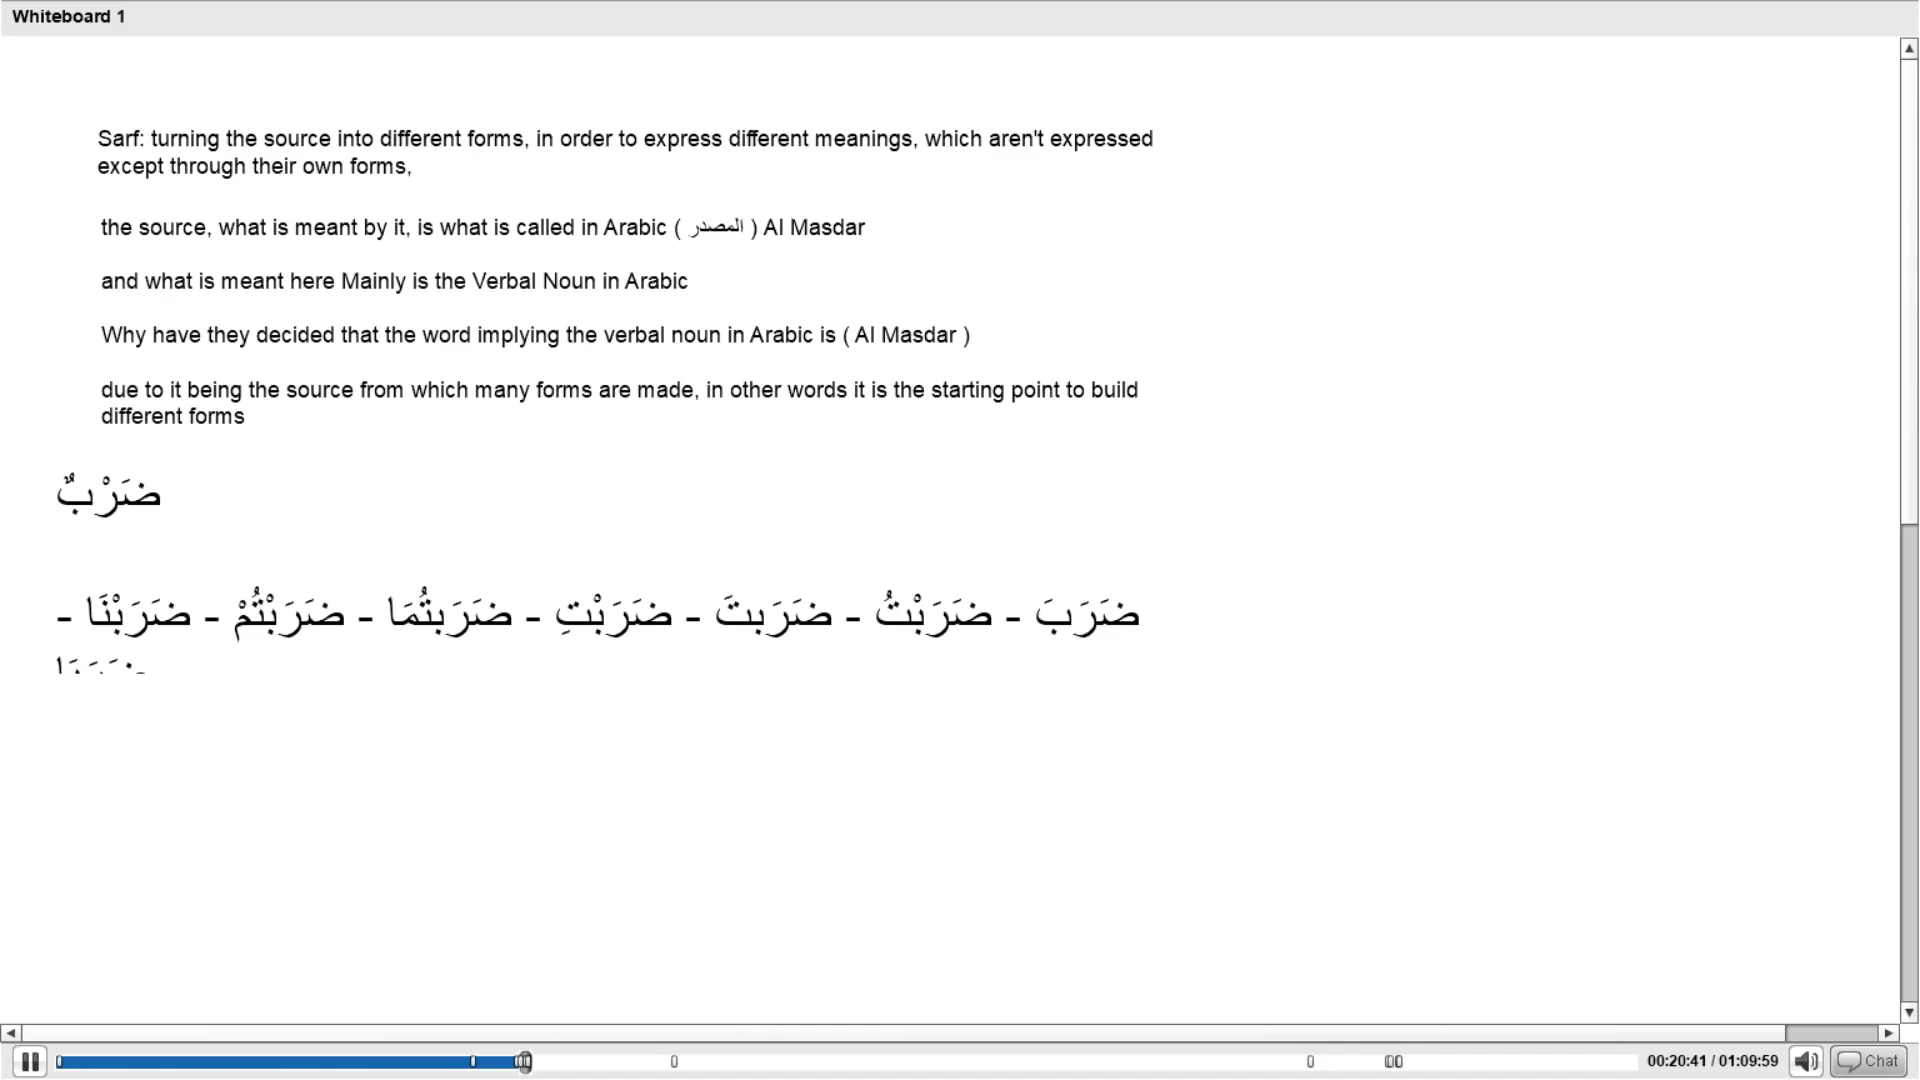 Whiteboard 1
Sarf: turning the source into different forms, in order to express different meanings, which aren't expressed
except through their own forms,
the source, what is meant by it, is what is called in Arabic ( المصدر ) Al Masdar
and what is meant here Mainly is the Verbal Noun in Arabic
Why have they decided that the word implying the verbal noun in Arabic is ( Al Masdar )
due to it being the source from which many forms are made, in other words it is the starting point to build
different forms
ضَرْبٌ
ضَرَبَ - ضَرَبْتُ - ضَرَبتَ - ضَرَبْتِ - ضَرَبتُمَا - ضَرَبْتُمْ - ضَرَبْنَا -
00:20:41 / 01:09:59
Chat